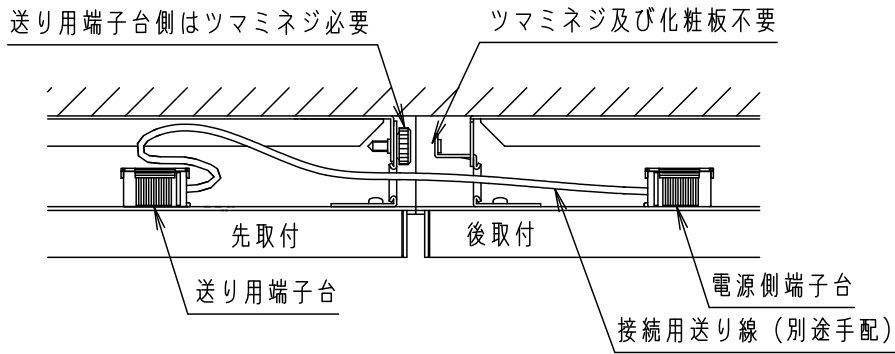 送り用端子台側はツマミネジ必要
ツマミネジ及び化粧板不要
先取付
後取付
送り用端子台
電源側端子台
接続用送り線（別途手配）